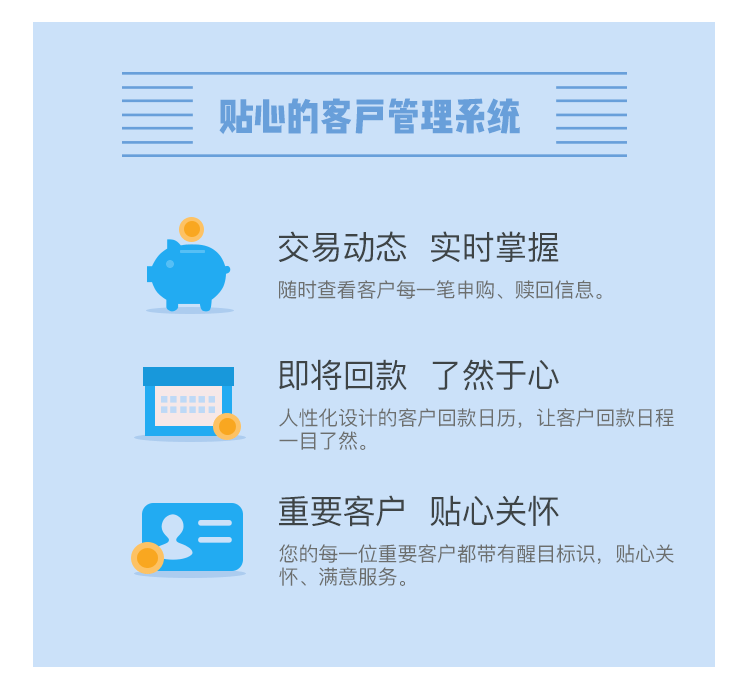 贴心的客户管理系统
交易动态 实时掌握
随时查看客户每一笔申购、赎回信息。
即将回款 了然于心
人性化设计的客户回款日历，让客户回款日程
一目了然。
重要客户 贴心关怀
您的每一位重要客户都带有醒目标识，贴心关
怀、满意服务。